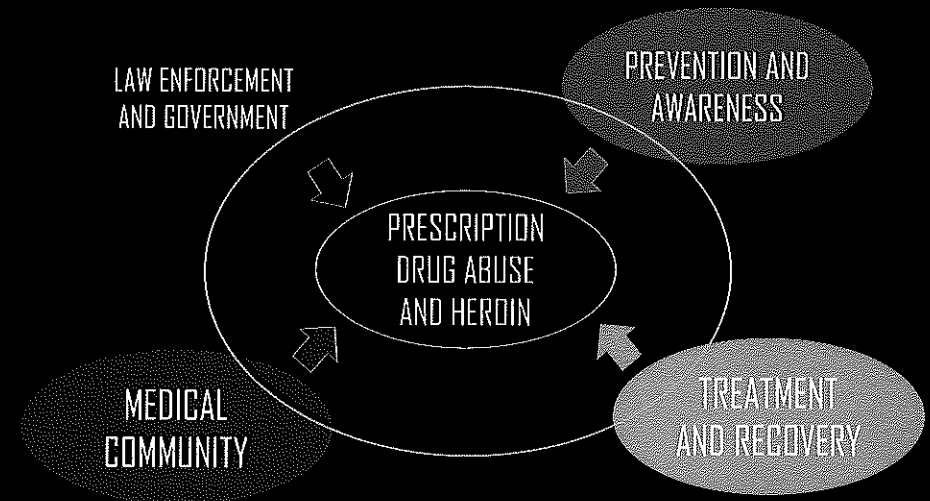 LAW ENFORCEMENT
AND GOVERNMENT
PREVENTION AND
AWARENESS
PRESCRIPTION
DRUG ABUSE
AND HEROIN
MEDICAL
COMMUNITY
TREATMENT
AND RECOVERY